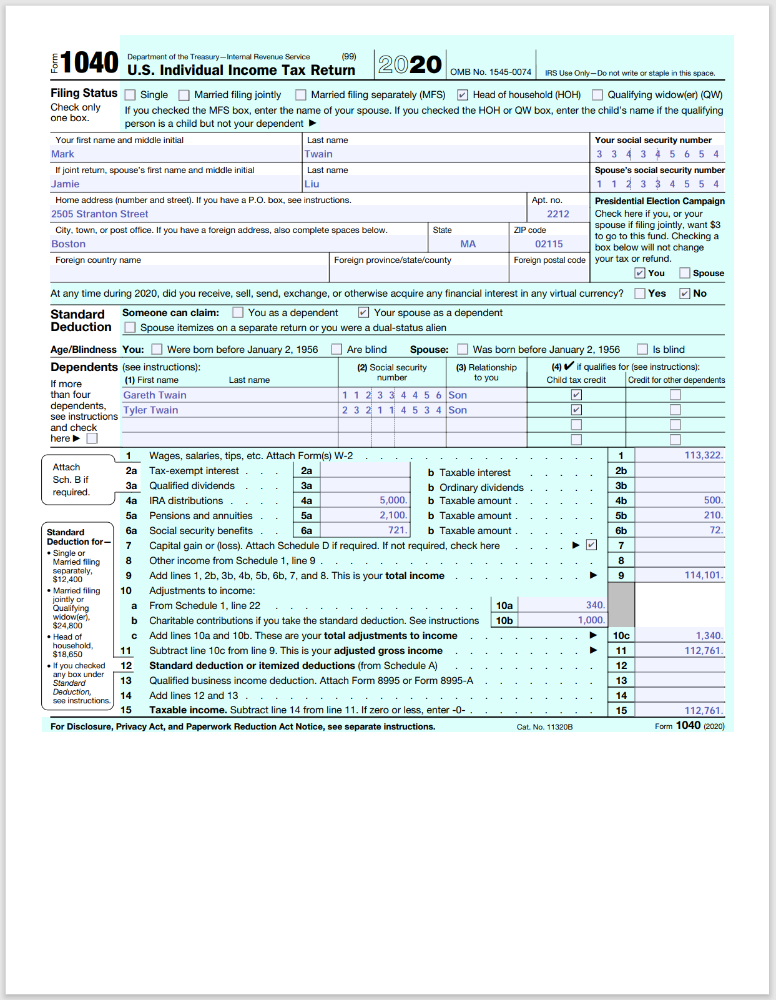 Form 1040 Department of the Treasury—Internal Revenue Service (99) U.S. Individual Income Tax Return 2020 OMB No. 1545-0074 IRS Use Only—Do not write or staple in this space.
Filing Status Check only one box. Single Married filing jointly Married filing separately (MFS) ✔ Head of household (HOH) Qualifying widow(er) (QW)
If you checked the MFS box, enter the name of your spouse. If you checked the HOH or QW box, enter the child's name if the qualifying
person is a child but not your dependent ▶
Your first name and middle initial Last name Your social security number
Mark Twain 3 3 4 3 4 5 6 5 4
If joint return, spouse's first name and middle initial Last name Spouse's social security number
Jamie Liu 1 1 2 3 3 4 5 5 4
Home address (number and street). If you have a P.O. box, see instructions. Apt. no.
2505 Stranton Street 2212
City, town, or post office. If you have a foreign address, also complete spaces below. State ZIP code
Boston MA 02115
Foreign country name Foreign province/state/county Foreign postal code
Presidential Election Campaign
Check here if you, or your
spouse if filing jointly, want $3
to go to this fund. Checking a
box below will not change
your tax or refund.
✔ You Spouse
At any time during 2020, did you receive, sell, send, exchange, or otherwise acquire any financial interest in any virtual currency? Yes ✔ No
Standard Deduction
Someone can claim: You as a dependent ✔ Your spouse as a dependent
Spouse itemizes on a separate return or you were a dual-status alien
Age/Blindness You: Were born before January 2, 1956 Are blind Spouse: Was born before January 2, 1956 Is blind
Dependents (see instructions): (2) Social security number (3) Relationship to you (4) ✔ if qualifies for (see instructions):
(1) First name Last name Child tax credit Credit for other dependents
If more
than four
dependents,
see instructions
and check
here ▶
Gareth Twain 1 1 2 3 3 4 4 5 6 Son ✔
Tyler Twain 2 3 2 1 1 4 5 3 4 Son ✔
Attach
Sch. B if
required.
1 Wages, salaries, tips, etc. Attach Form(s) W-2 . . . . . . . . . . . . . . . . 1 113,322.
2a Tax-exempt interest . . . 2a b Taxable interest . . . . . 2b
3a Qualified dividends . . . 3a b Ordinary dividends . . . . . 3b
4a IRA distributions . . . . 4a 5,000. b Taxable amount . . . . . . 4b 500.
5a Pensions and annuities . . 5a 2,100. b Taxable amount . . . . . . 5b 210.
6a Social security benefits . . 6a 721. b Taxable amount . . . . . . 6b 72.
7 Capital gain or (loss). Attach Schedule D if required. If not required, check here . . . . ▶ ✔ 7
8 Other income from Schedule 1, line 9 . . . . . . . . . . . . . . . . . . . 8
9 Add lines 1, 2b, 3b, 4b, 5b, 6b, 7, and 8. This is your total income . . . . . . . . . ▶ 9 114,101.
10 Adjustments to income:
a From Schedule 1, line 22 . . . . . . . . . . . . . . 10a 340.
b Charitable contributions if you take the standard deduction. See instructions 10b 1,000.
c Add lines 10a and 10b. These are your total adjustments to income . . . . . . . . ▶ 10c 1,340.
11 Subtract line 10c from line 9. This is your adjusted gross income . . . . . . . . . ▶ 11 112,761.
12 Standard deduction or itemized deductions (from Schedule A) . . . . . . . . . . 12
13 Qualified business income deduction. Attach Form 8995 or Form 8995-A . . . . . . . . 13
14 Add lines 12 and 13 . . . . . . . . . . . . . . . . . . . . . . . . 14
15 Taxable income. Subtract line 14 from line 11. If zero or less, enter -0- . . . . . . . . . 15 112,761.
Standard
Deduction for—
• Single or
Married filing
separately,
$12,400
• Married filing
jointly or
Qualifying
widow(er),
$24,800
• Head of
household,
$18,650
• If you checked
any box under
Standard
Deduction,
see instructions.
For Disclosure, Privacy Act, and Paperwork Reduction Act Notice, see separate instructions. Cat. No. 11320B Form 1040 (2020)